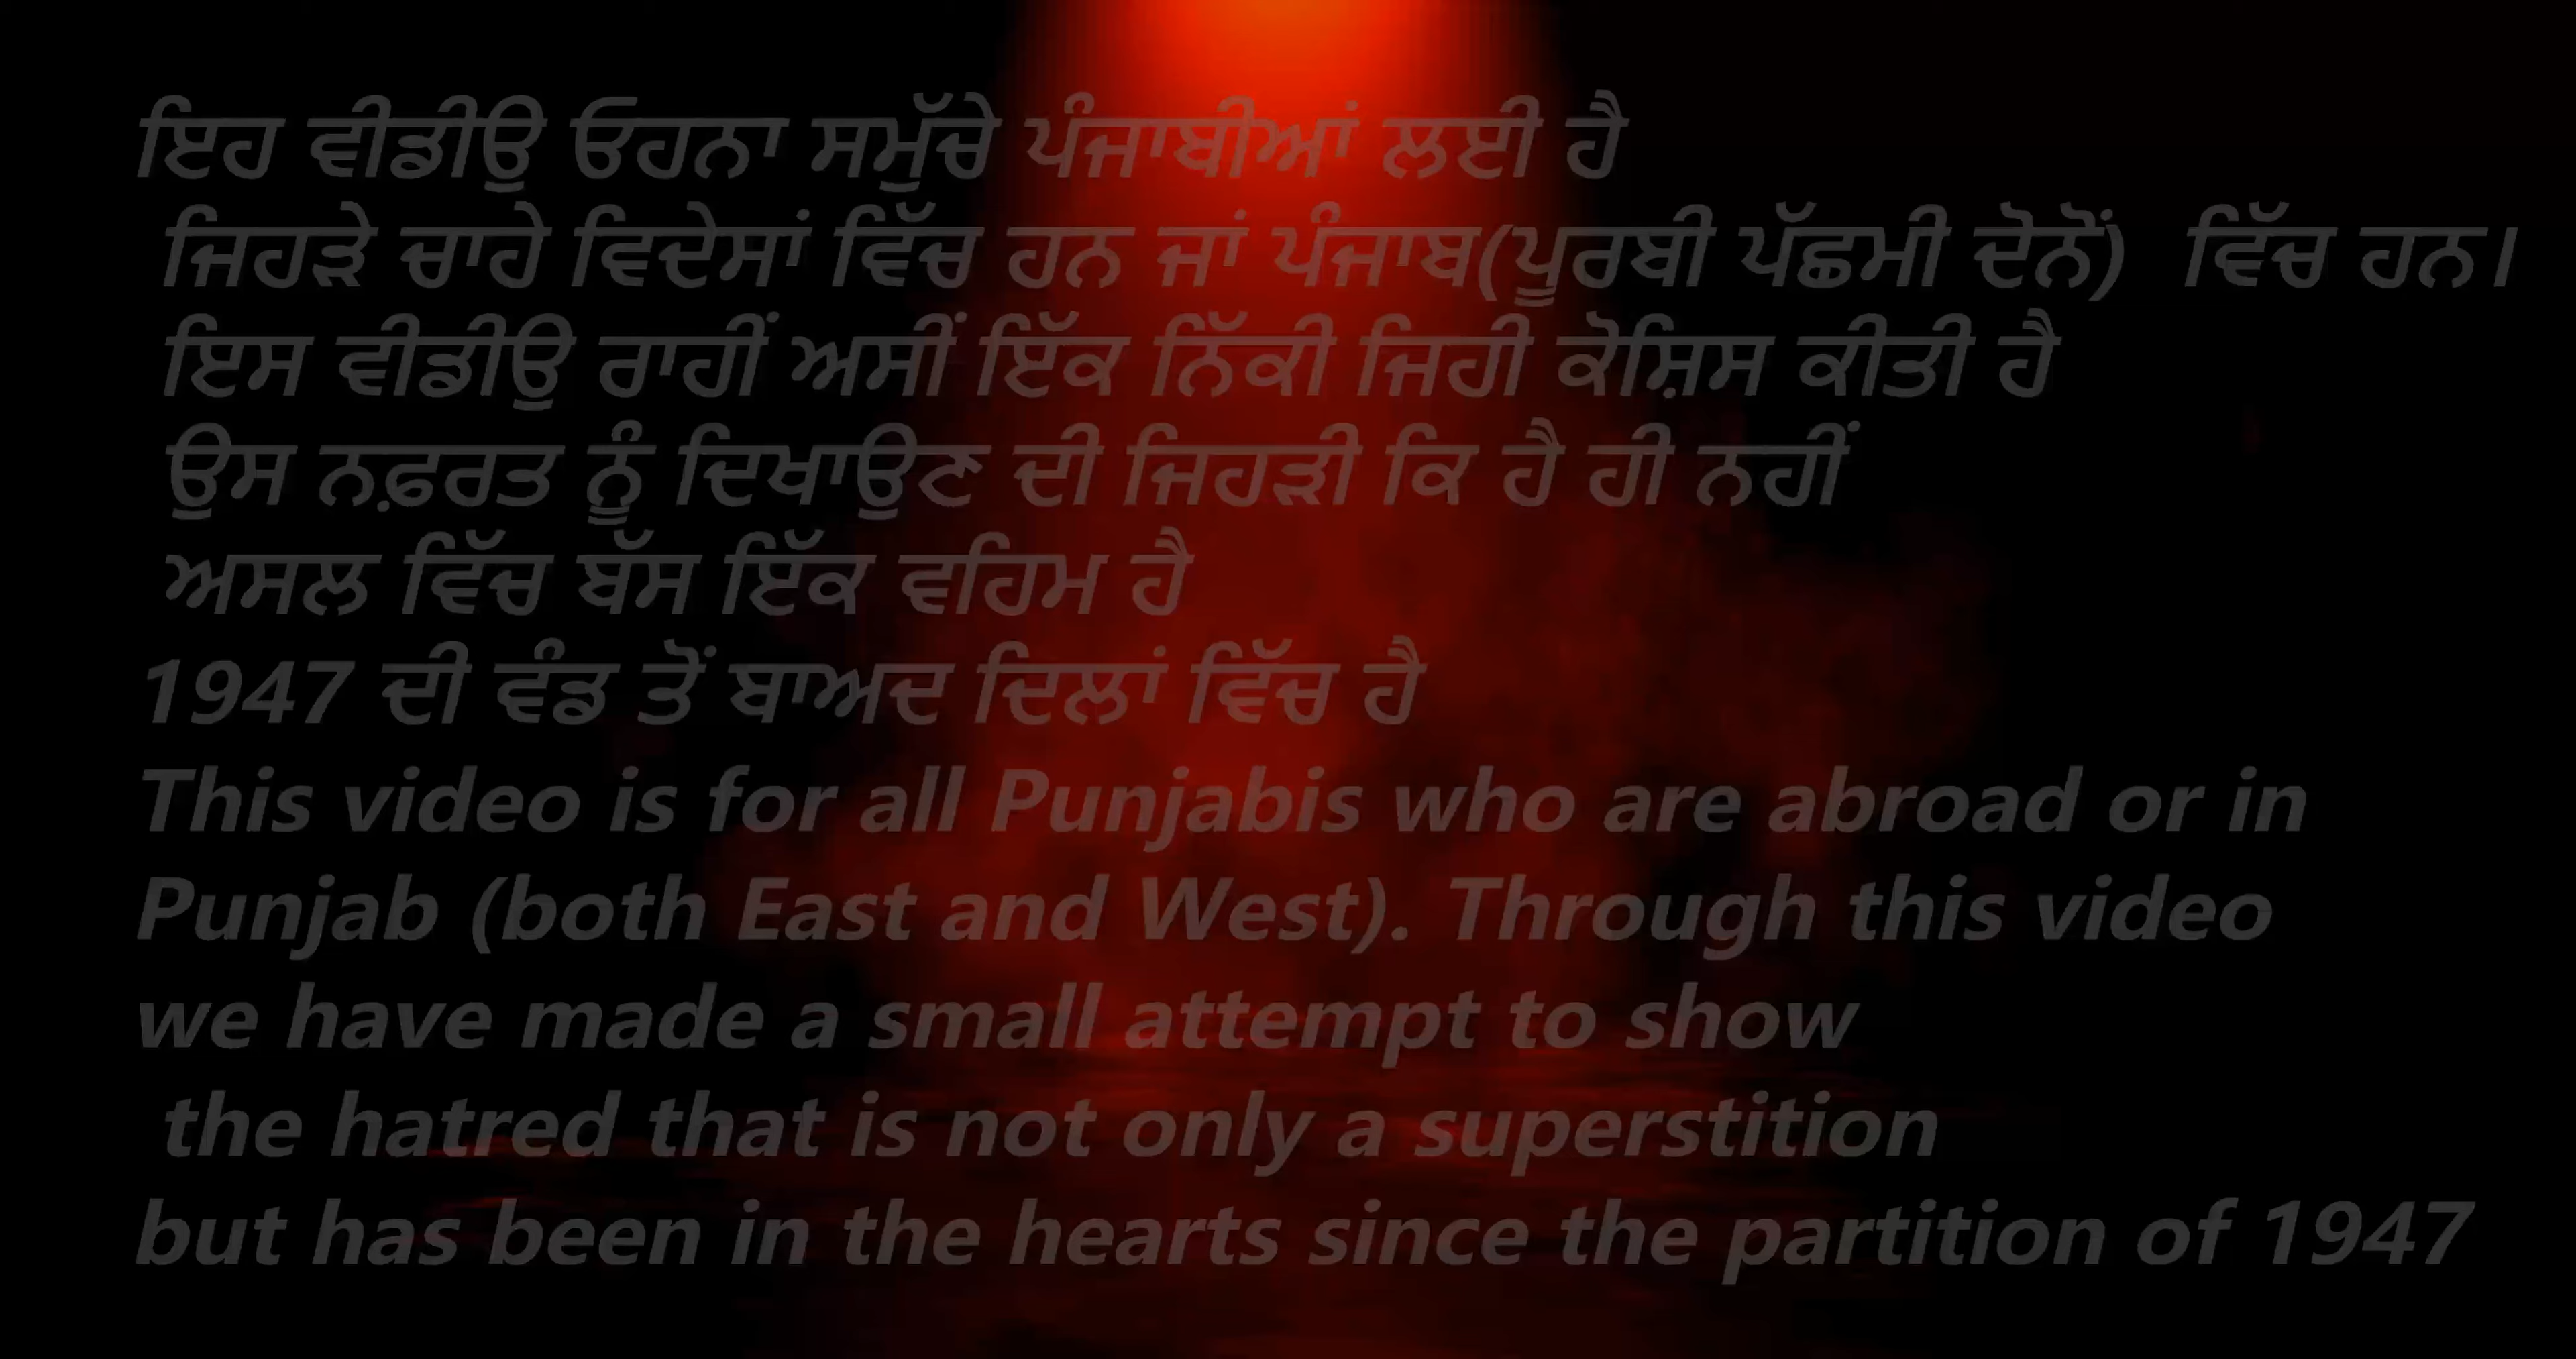 ਇਹ ਵੀਡੀਉ ਓਹਨਾ ਸਮੁੱਚੇ ਪੰਜਾਬੀਆਂ ਲਈ ਹੈ
ਜਿਹੜੇ ਚਾਹੇ ਵਿਦੇਸਾਂ ਵਿੱਚ ਹਨ ਜਾਂ ਪੰਜਾਬ(ਪੂਰਬੀ ਪੱਛਮੀ ਦੋਨੋਂ) ਵਿੱਚ ਹਨ।
ਇਸ ਵੀਡੀਉ ਰਾਹੀਂ ਅਸੀਂ ਇੱਕ ਨਿੱਕੀ ਜਿਹੀ ਕੋਸ਼ਿਸ ਕੀਤੀ ਹੈ
ਉਸ ਨਫ਼ਰਤ ਨੂੰ ਦਿਖਾਉਣ ਦੀ ਜਿਹੜੀ ਕਿ ਹੈ ਹੀ ਨਹੀਂ
ਅਸਲ ਵਿੱਚ ਬੱਸ ਇੱਕ ਵਹਿਮ ਹੈ
1947 ਦੀ ਵੰਡ ਤੋਂ ਬਾਅਦ ਦਿਲਾਂ ਵਿੱਚ ਹੈ
This video is for all Punjabis who are abroad or in
Punjab (both East and West). Through this video
we have made a small attempt to show
the hatred that is not only a superstition
but has been in the hearts since the partition of 1947